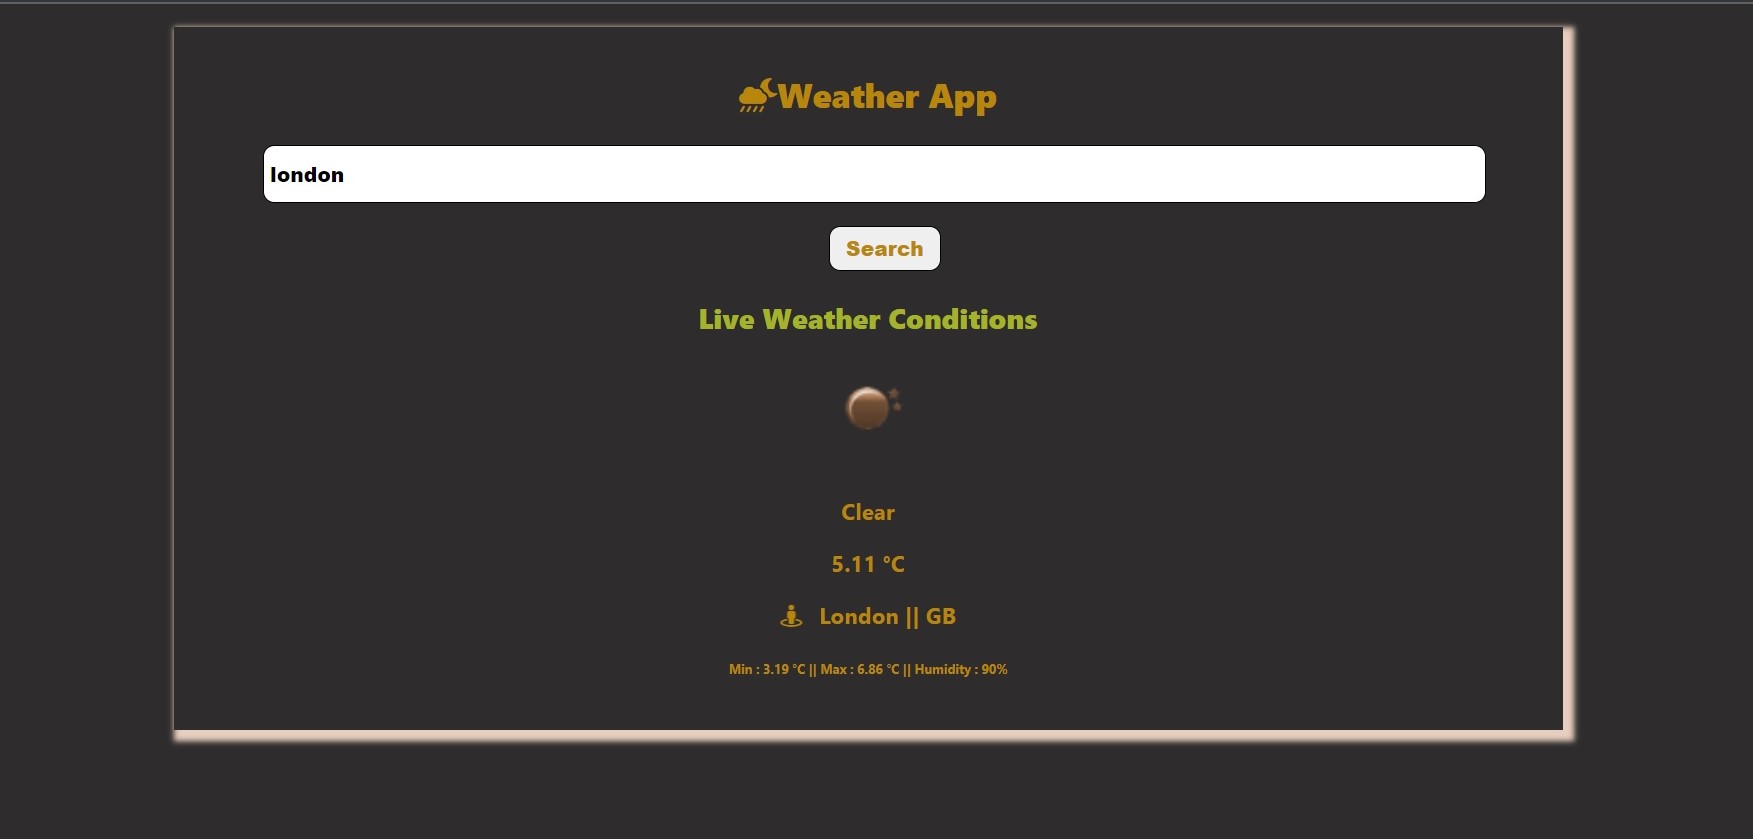 Weather App
london
Search
Live Weather Conditions
Clear
5.11 °C
London || GB
Min : 3.19 °C || Max : 6.86 °C || Humidity : 90%